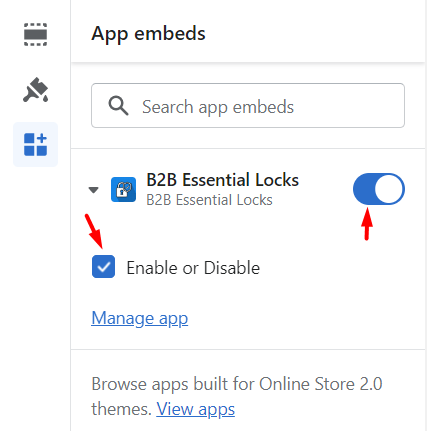 App embeds
Search app embeds
B2B Essential Locks
B2B Essential Locks
Enable or Disable
Manage app
Browse apps built for Online Store 2.0
themes. View apps